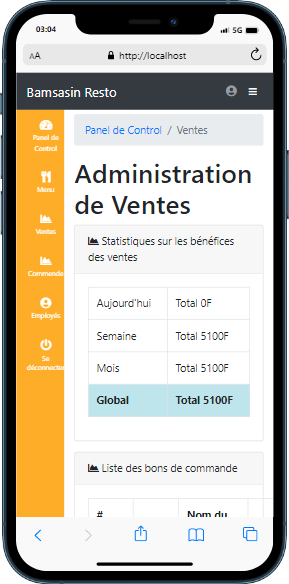 03:04
5G
AA
http://localhost
Bamsasin Resto
Panel de Control
Menu
Ventes
Commende
Employés
Se déconnecter
Panel de Control / Ventes
Administration
de Ventes
Statistiques sur les bénéfices
des ventes
Aujourd'hui Total 0F
Semaine Total 5100F
Mois Total 5100F
Global Total 5100F
Liste des bons de commande
# Nom du